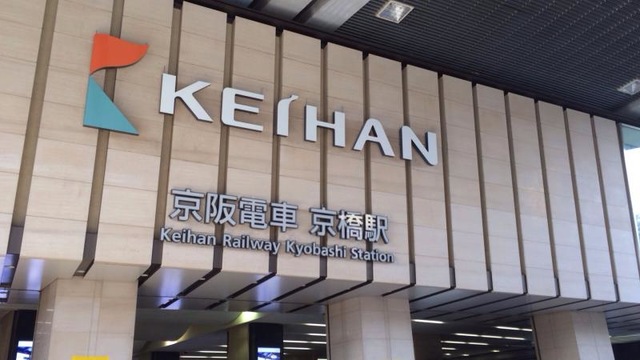 KEIHAN
京阪電車 京橋駅
Keihan Railway Kyobashi Station